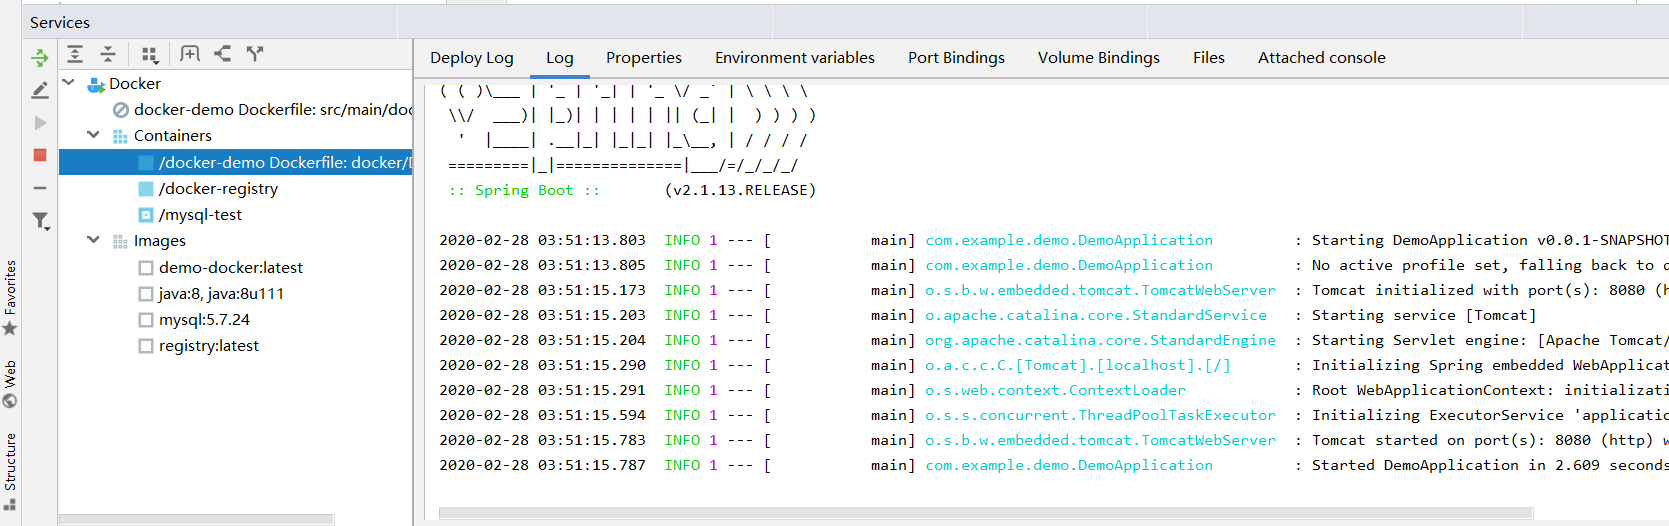 Services
Docker
docker-demo Dockerfile: src/main/doc
Containers
/docker-demo Dockerfile: docker/D
/docker-registry
/mysql-test
Images
demo-docker:latest
java:8, java:8u111
mysql:5.7.24
registry:latest
Favorites
Web
Structure
Deploy Log
Log
Properties
Environment variables
Port Bindings
Volume Bindings
Files
Attached console
( ( )\___ | '_ | '_| | '_ \/ _` | \ \ \ \
 \\/  ___)| |_)| | | | | || (_| |  ) ) ) )
  '  |____| .__|_| |_|_| |_\__, | / / / /
 =========|_|==============|___/=/_/_/_/
 :: Spring Boot ::       (v2.1.13.RELEASE)
2020-02-28 03:51:13.803  INFO 1 --- [           main] com.example.demo.DemoApplication         : Starting DemoApplication v0.0.1-SNAPSHOT
2020-02-28 03:51:13.805  INFO 1 --- [           main] com.example.demo.DemoApplication         : No active profile set, falling back to d
2020-02-28 03:51:15.173  INFO 1 --- [           main] o.s.b.w.embedded.tomcat.TomcatWebServer  : Tomcat initialized with port(s): 8080 (h
2020-02-28 03:51:15.203  INFO 1 --- [           main] o.apache.catalina.core.StandardService   : Starting service [Tomcat]
2020-02-28 03:51:15.204  INFO 1 --- [           main] org.apache.catalina.core.StandardEngine  : Starting Servlet engine: [Apache Tomcat/
2020-02-28 03:51:15.290  INFO 1 --- [           main] o.a.c.c.C.[Tomcat].[localhost].[/]       : Initializing Spring embedded WebApplicat
2020-02-28 03:51:15.291  INFO 1 --- [           main] o.s.web.context.ContextLoader            : Root WebApplicationContext: initializati
2020-02-28 03:51:15.594  INFO 1 --- [           main] o.s.s.concurrent.ThreadPoolTaskExecutor  : Initializing ExecutorService 'applicatio
2020-02-28 03:51:15.783  INFO 1 --- [           main] o.s.b.w.embedded.tomcat.TomcatWebServer  : Tomcat started on port(s): 8080 (http) w
2020-02-28 03:51:15.787  INFO 1 --- [           main] com.example.demo.DemoApplication         : Started DemoApplication in 2.609 seconds